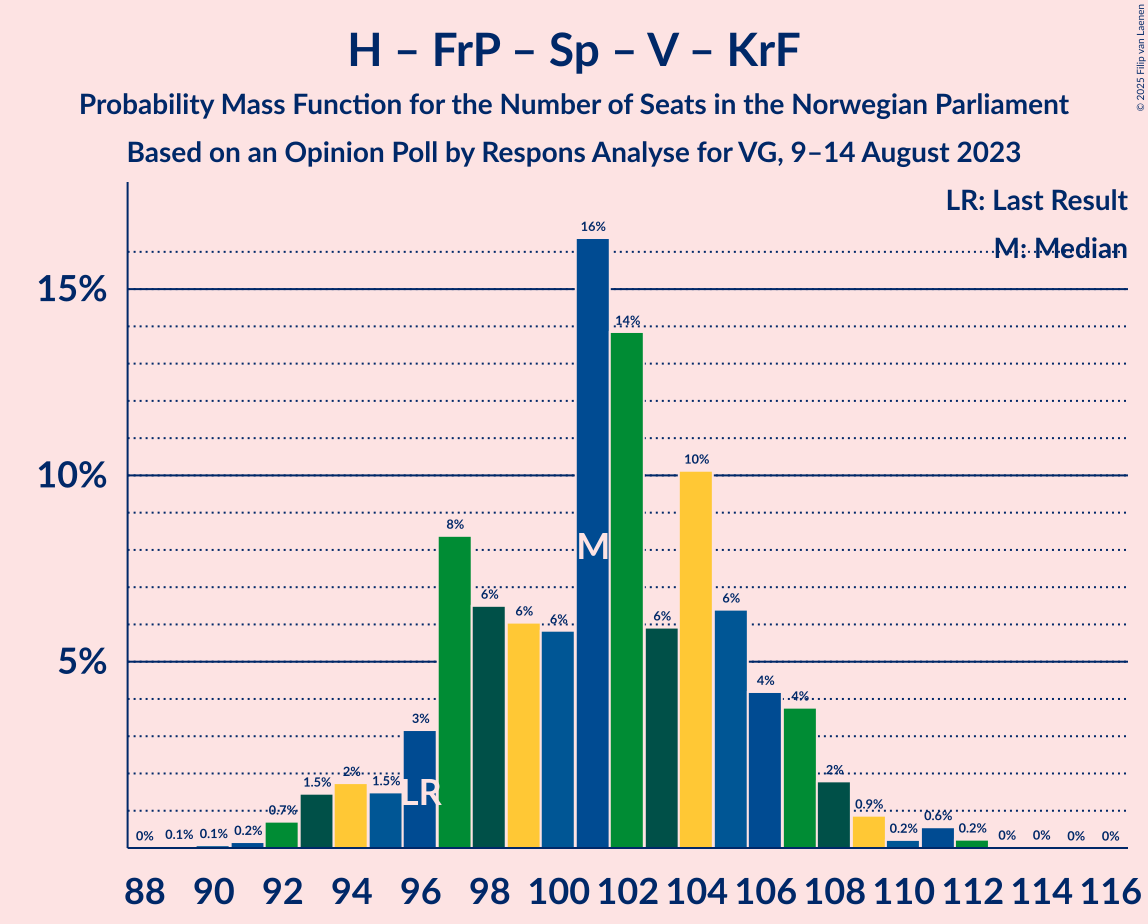 H – FrP – Sp – V – KrF
Probability Mass Function for the Number of Seats in the Norwegian Parliament
Based on an Opinion Poll by Respons Analyse for VG, 9–14 August 2023
© 2025 Filip van Laenen
LR: Last Result
M: Median
15%
10%
5%
0% 0.1% 0.1% 0.2% 0.7% 1.5% 2% 1.5% 3% 8% 6% 6% 6% 16% 14% 6% 10% 6% 4% 4% 2% 0.9% 0.2% 0.6% 0.2% 0% 0% 0% 0%
M
LR
88 90 92 94 96 98 100 102 104 106 108 110 112 114 116